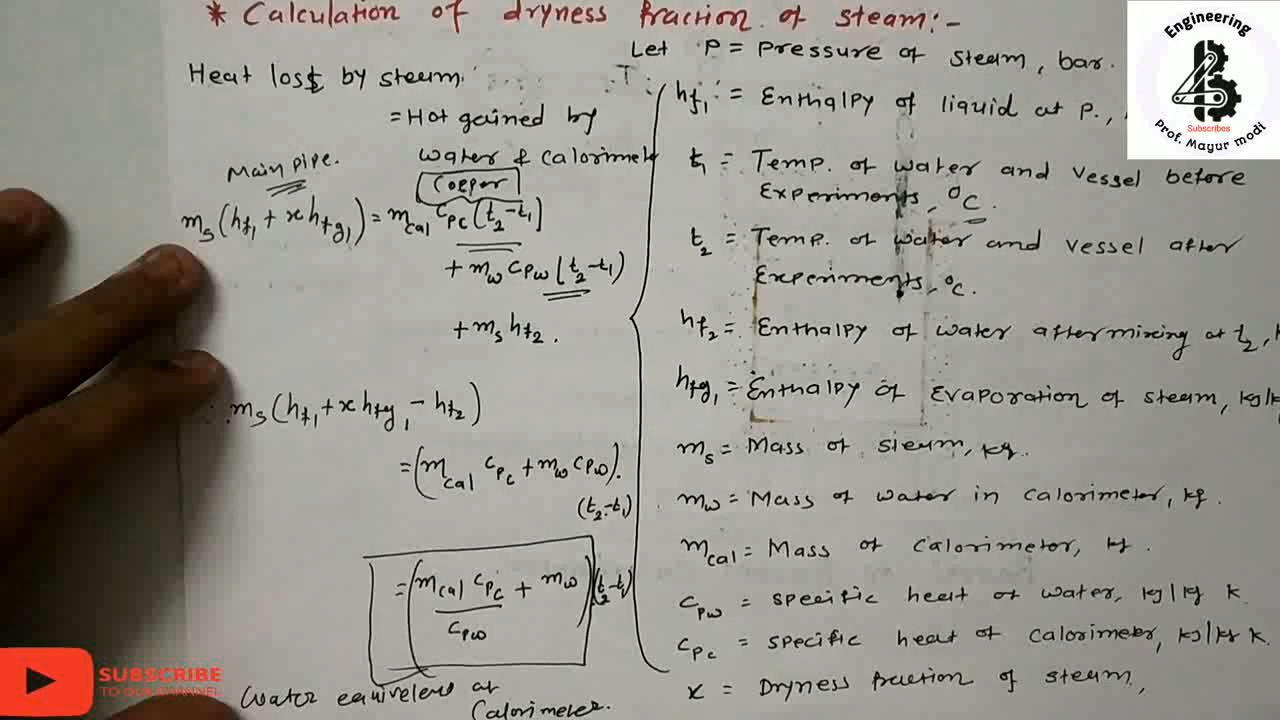 * Calculation of dryness fraction of steam:-
Heat loss by steam
= Hot gained by
water & calorimet
(Copper)
Main pipe.
ms(hf1 + x hfg1) = mcal Cpc [t2-t1]
+ mw Cpw (t2-t1)
+ ms hf2.
∴ ms(hf1 + x hfg1 - hf2)
= (mcal Cpc + mw Cpw).
(t2-t1)
= (mcal Cpc / Cpw + mw)(t2-t1)
Water equivelent at
Calorimeter.
Let P = Pressure of steam, bar.
hf1 = Enthalpy of liquid at P.,
t1 = Temp. of water and vessel before
Experiments, °C.
t2 = Temp. of water and vessel after
Experiments, °C.
hf2 = Enthalpy of water after mixing at t2, k
hfg1 = Enthalpy of Evaporation of steam, kj/k
ms = Mass of steam, kg.
mw = Mass of water in calorimeter, kg.
mcal = Mass of Calorimeter, kg.
Cpw = specific heat of water, kj/kg k.
Cpc = specific heat of calorimeter, kj/kg k.
x = Dryness fraction of steam,
Engineering
Subscribes
Prof. Mayur modi
SUBSCRIBE
TO OUR CHANNEL